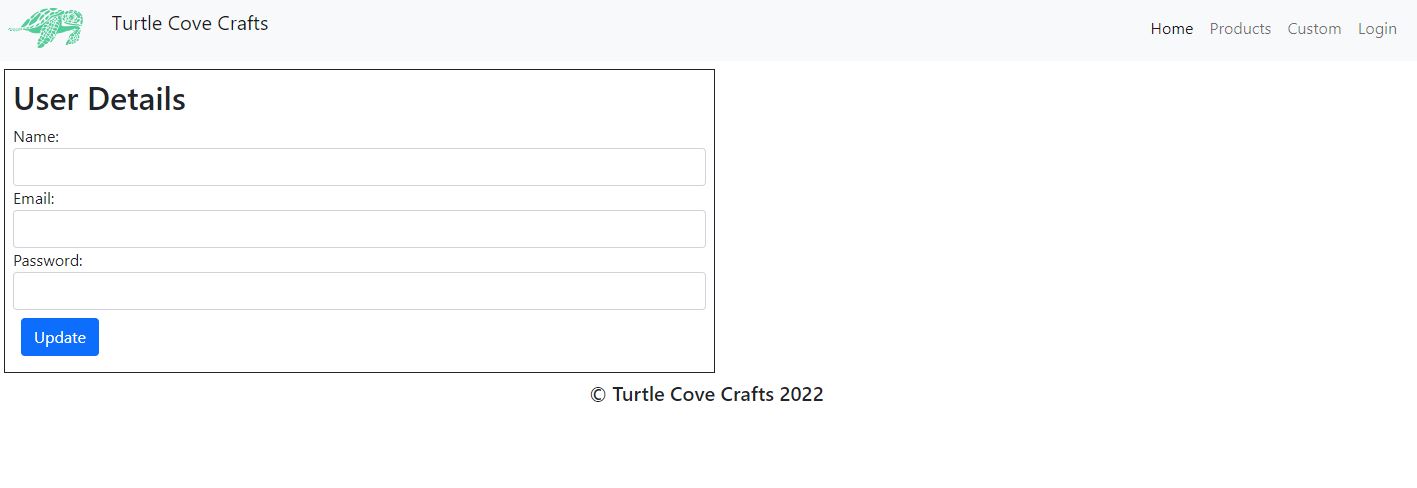 Turtle Cove Crafts
Home Products Custom Login
User Details
Name:
Email:
Password:
Update
© Turtle Cove Crafts 2022